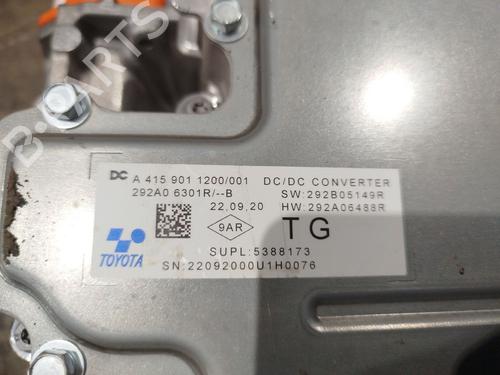 DC A 415 901 1200/001 DC/DC CONVERTER
292A0 6301R/--B SW:292B05149R
22.09.20 HW:292A06488R
9AR TG
TOYOTA SUPL:5388173
SN:22092000U1H0076
B-PARTS